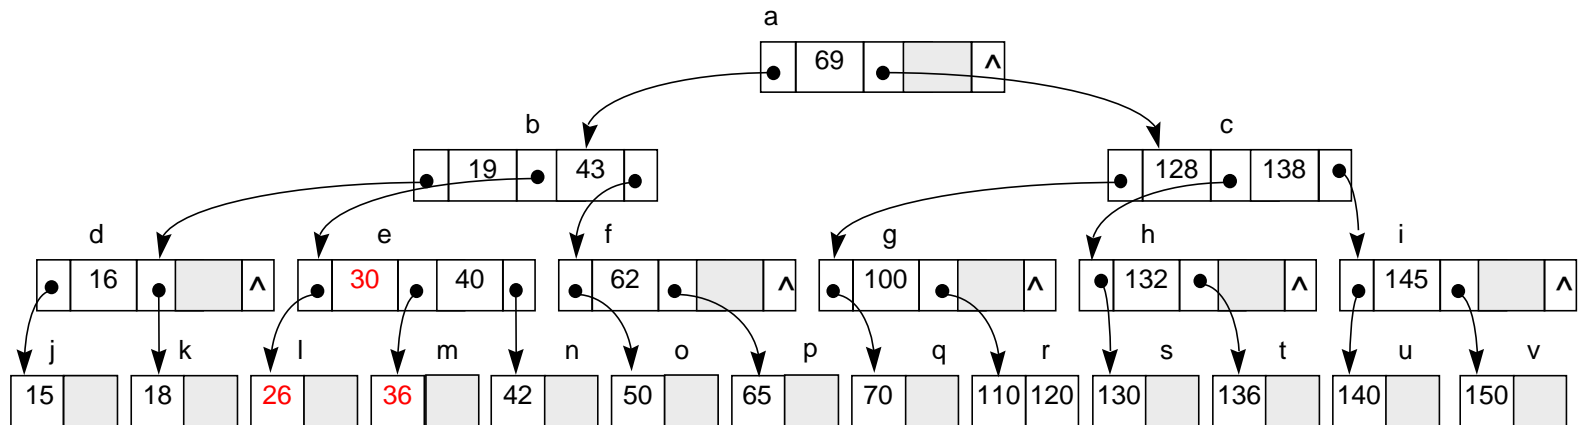 a
69 ^
b c
19 43 128 138
d e f g h i
16 ^ 30 40 62 ^ 100 ^ 132 ^ 145 ^
j k l m n o p q r s t u v
15 18 26 36 42 50 65 70 110 120 130 136 140 150